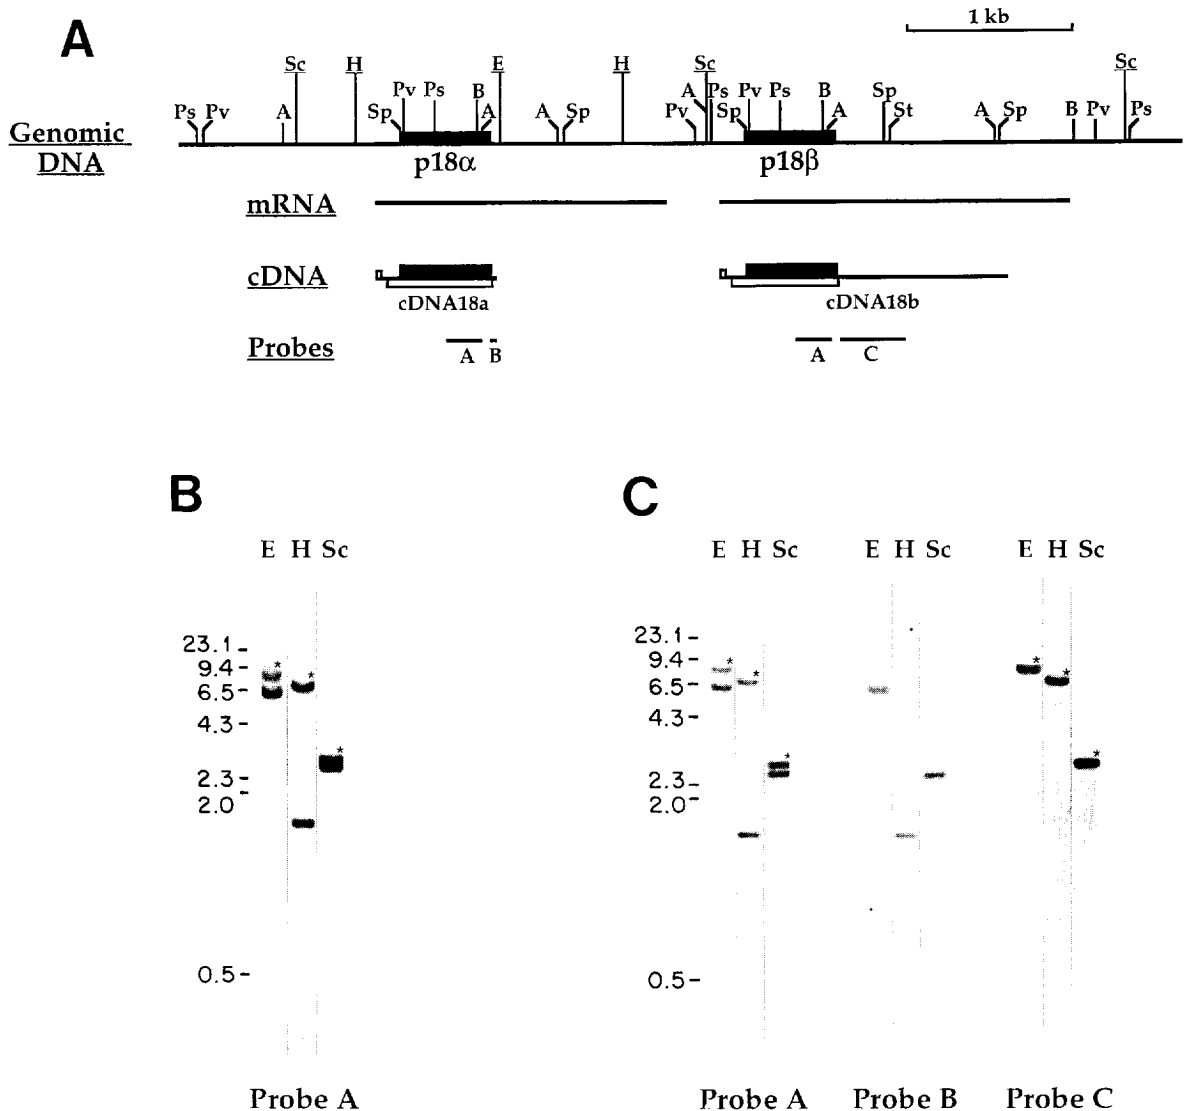 A
1 kb
Sc H E H Sc Sc
Pv Ps B A Ps Pv Ps B Sp
Ps Pv A Sp A A Sp Pv Sp A St A Sp B Pv Ps
Genomic
DNA
p18α p18β
mRNA
cDNA
cDNA18a cDNA18b
Probes
A B A C
B C
E H Sc E H Sc E H Sc E H Sc
23.1
9.4
6.5
4.3
2.3
2.0
0.5
23.1
9.4
6.5
4.3
2.3
2.0
0.5
* * *
* * *
* * *
Probe A Probe A Probe B Probe C